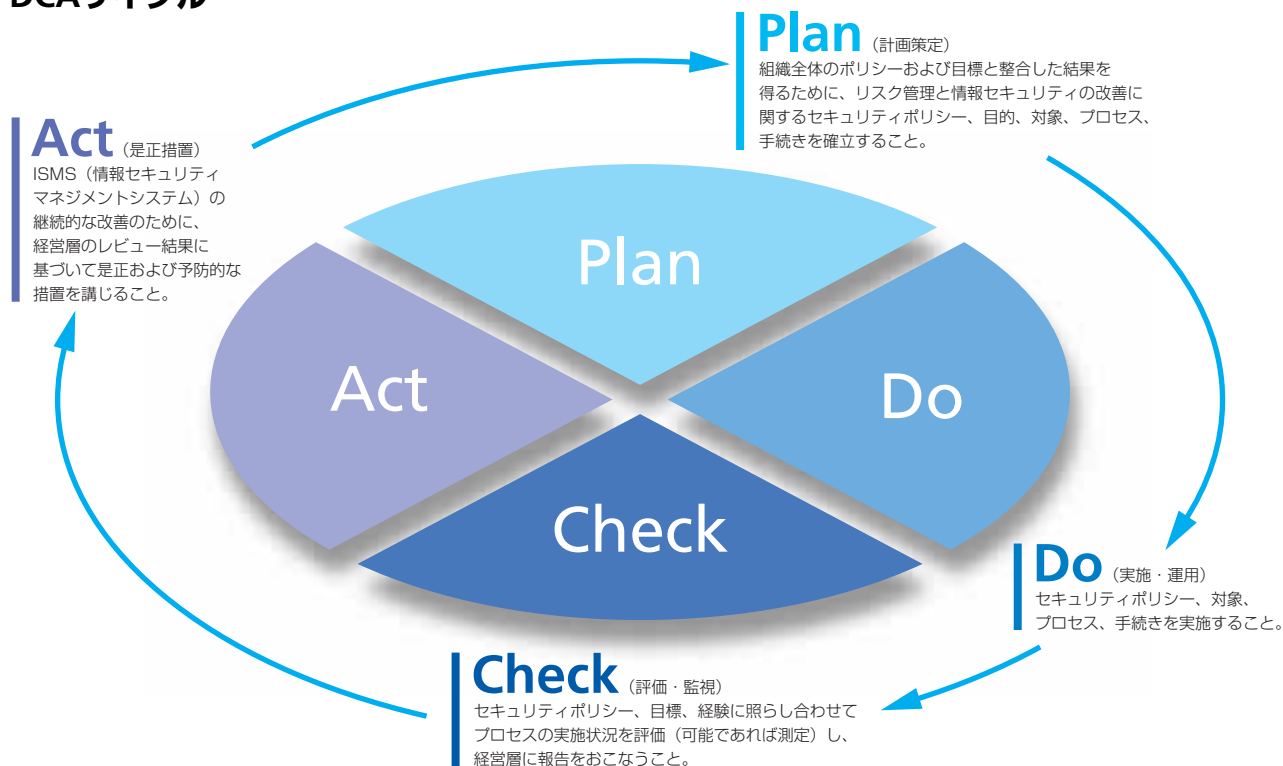 DCAサイクル
Plan（計画策定）
組織全体のポリシーおよび目標と整合した結果を
得るために、リスク管理と情報セキュリティの改善に
関するセキュリティポリシー、目的、対象、プロセス、
手続きを確立すること。
Act（是正措置）
ISMS（情報セキュリティ
マネジメントシステム）の
継続的な改善のために、
経営層のレビュー結果に
基づいて是正および予防的な
措置を講じること。
Plan
Act
Do
Check
Do（実施・運用）
セキュリティポリシー、対象、
プロセス、手続きを実施すること。
Check（評価・監視）
セキュリティポリシー、目標、経験に照らし合わせて
プロセスの実施状況を評価（可能であれば測定）し、
経営層に報告をおこなうこと。